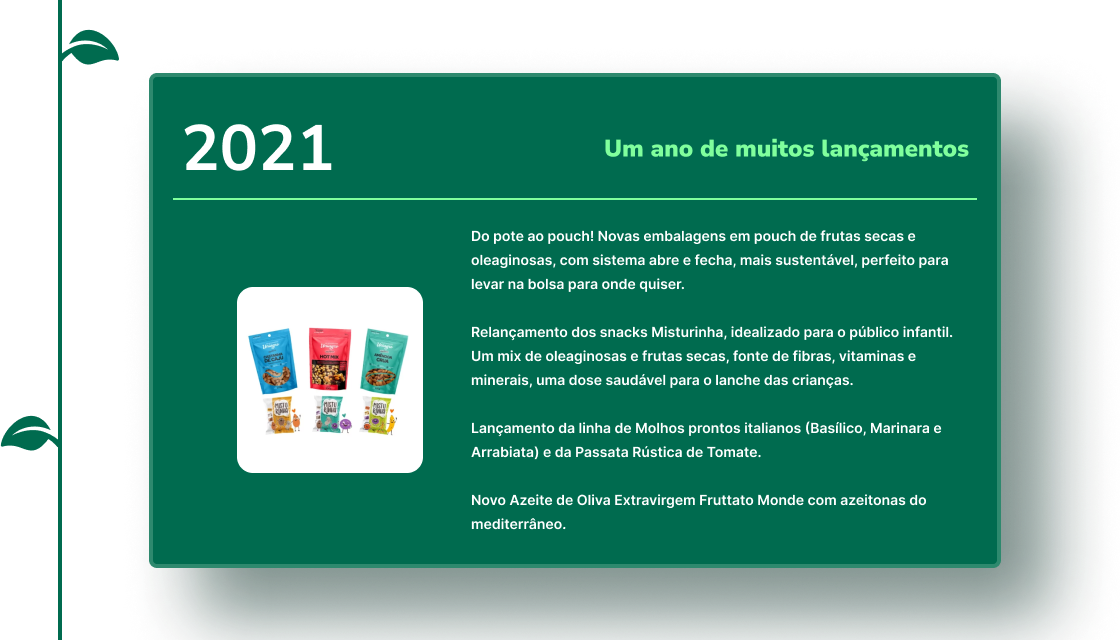 2021
Um ano de muitos lançamentos
Do pote ao pouch! Novas embalagens em pouch de frutas secas e
oleaginosas, com sistema abre e fecha, mais sustentável, perfeito para
levar na bolsa para onde quiser.
Relançamento dos snacks Misturinha, idealizado para o público infantil.
Um mix de oleaginosas e frutas secas, fonte de fibras, vitaminas e
minerais, uma dose saudável para o lanche das crianças.
Lançamento da linha de Molhos prontos italianos (Basílico, Marinara e
Arrabiata) e da Passata Rústica de Tomate.
Novo Azeite de Oliva Extravirgem Fruttato Monde com azeitonas do
mediterrâneo.
HOT MIX